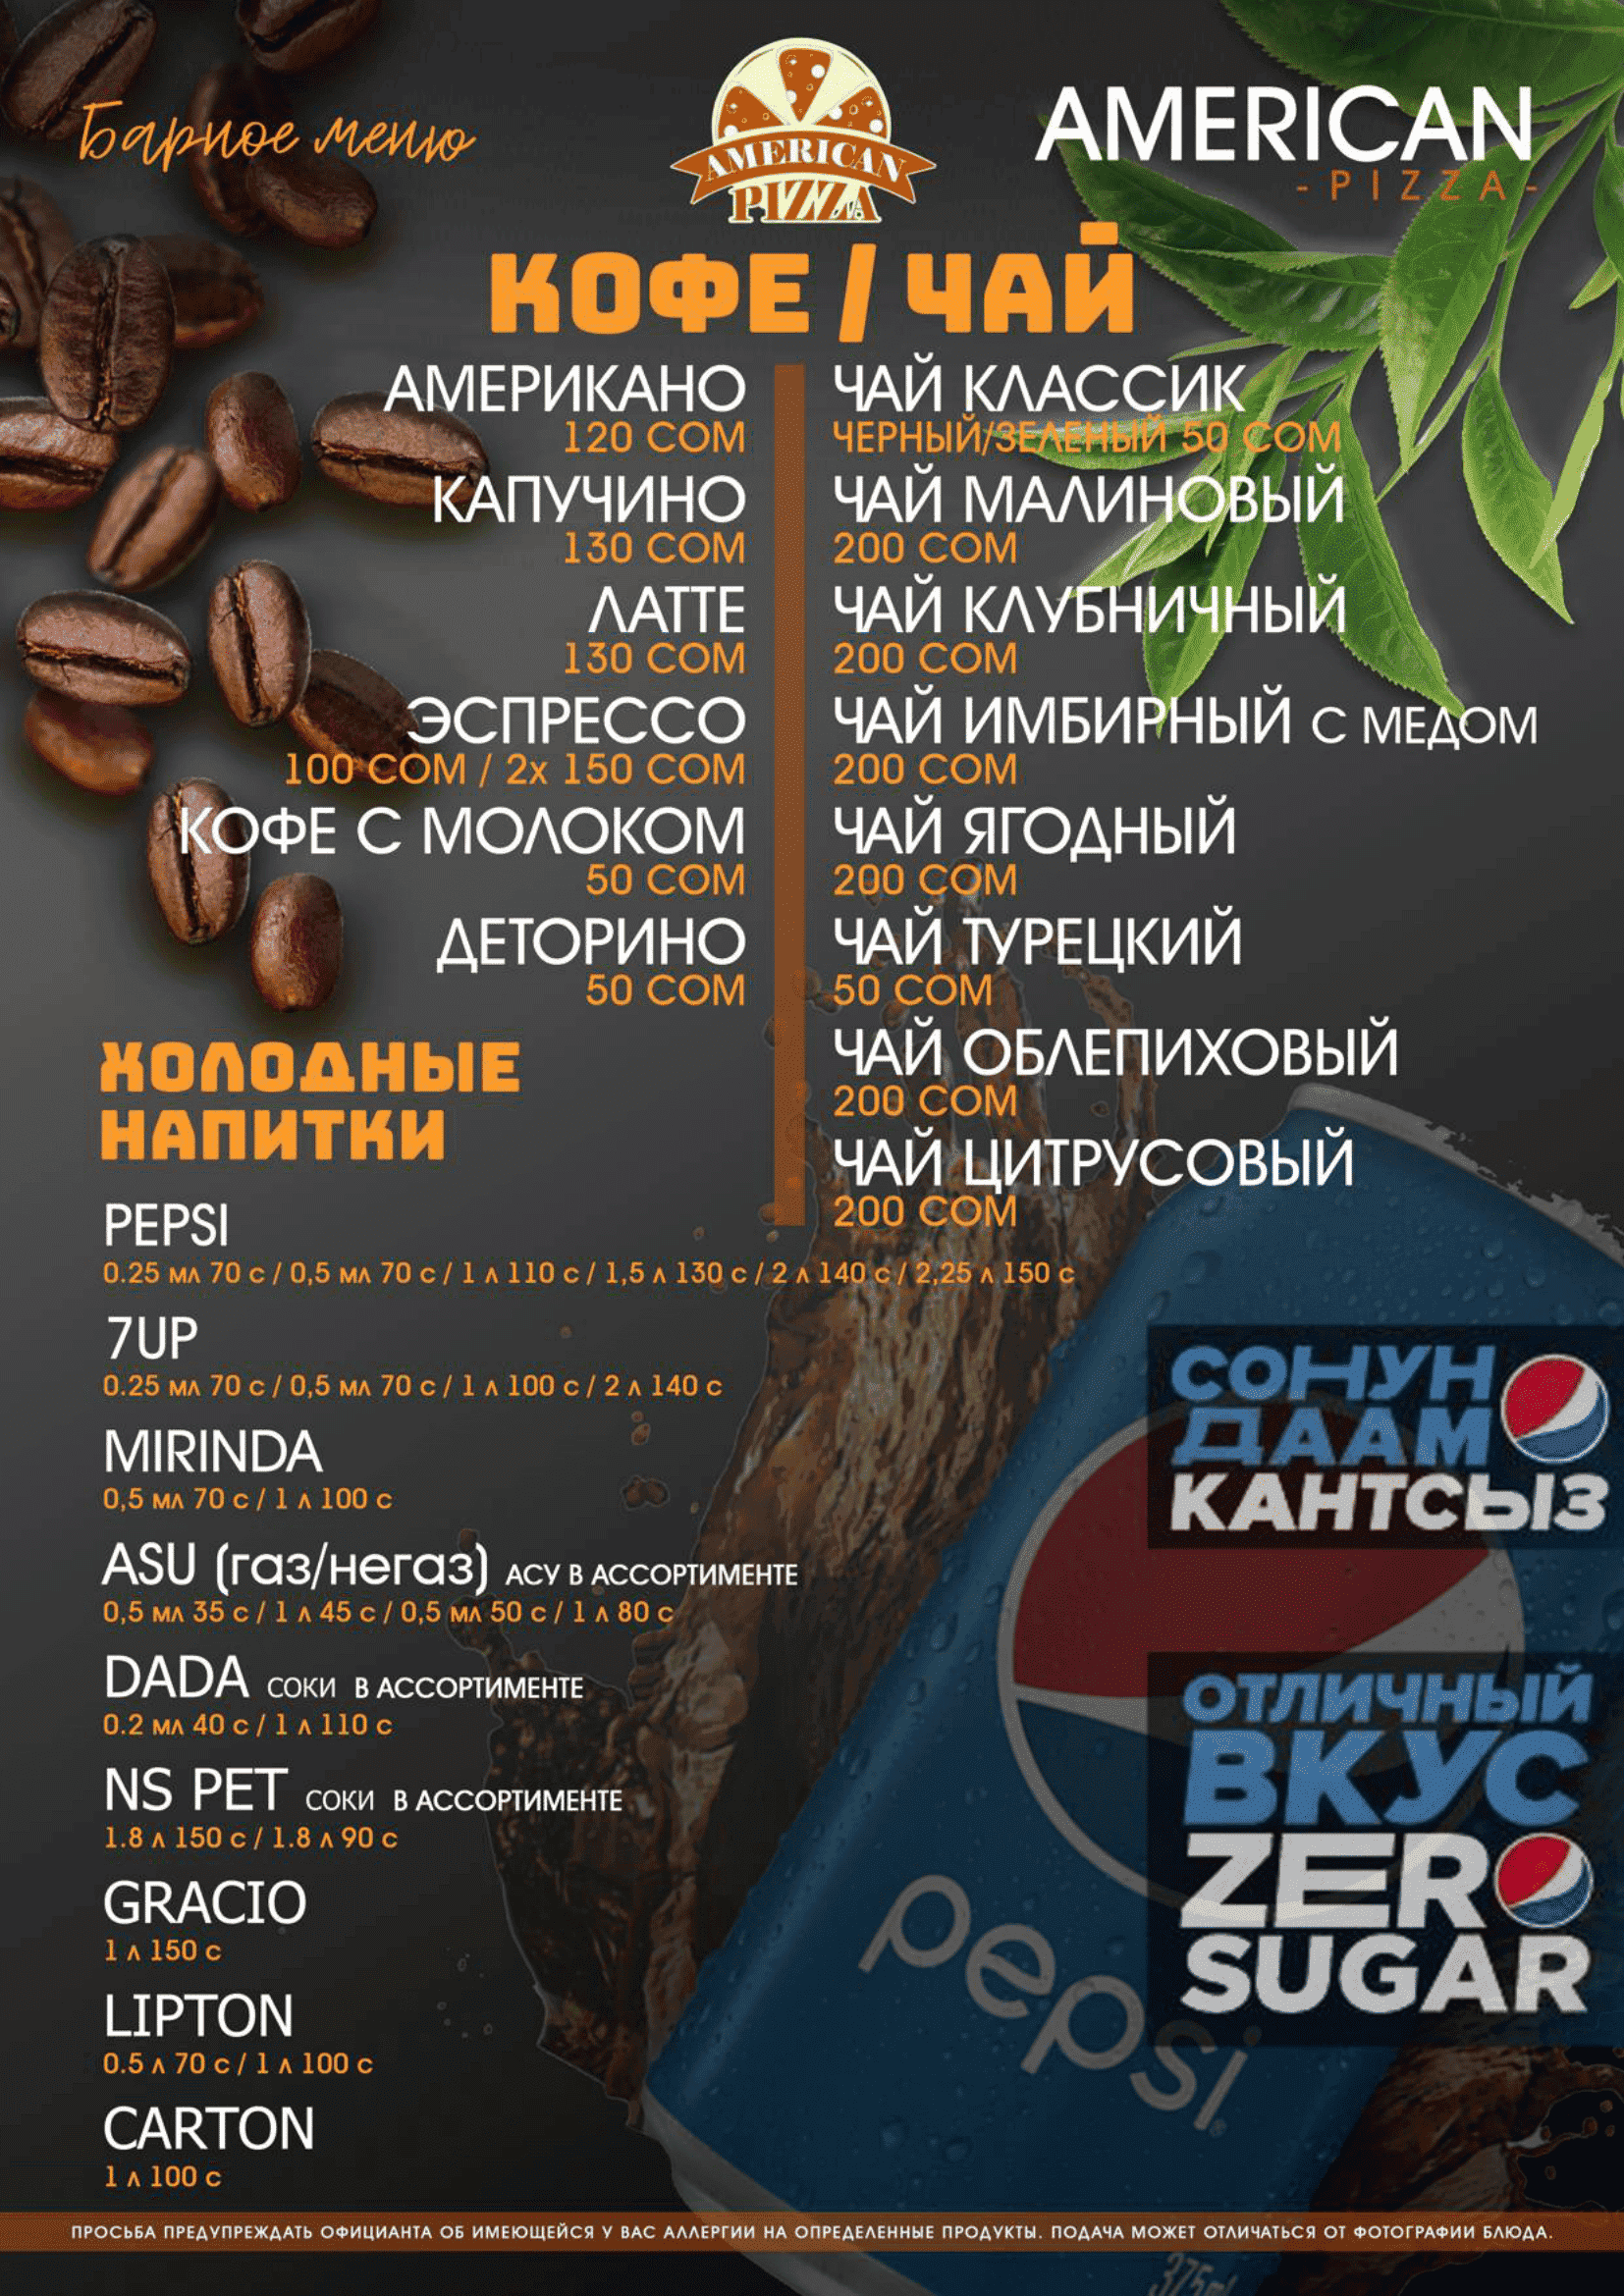 Барное меню
AMERICAN
PIZZA
AMERICAN
- PIZZA -
КОФЕ / ЧАЙ
АМЕРИКАНО
120 СОМ
КАПУЧИНО
130 СОМ
ЛАТТЕ
130 СОМ
ЭСПРЕССО
100 СОМ / 2х 150 СОМ
КОФЕ С МОЛОКОМ
50 СОМ
ДЕТОРИНО
50 СОМ
ЧАЙ КЛАССИК
ЧЕРНЫЙ/ЗЕЛЕНЫЙ 50 СОМ
ЧАЙ МАЛИНОВЫЙ
200 СОМ
ЧАЙ КЛУБНИЧНЫЙ
200 СОМ
ЧАЙ ИМБИРНЫЙ С МЕДОМ
200 СОМ
ЧАЙ ЯГОДНЫЙ
200 СОМ
ЧАЙ ТУРЕЦКИЙ
50 СОМ
ЧАЙ ОБЛЕПИХОВЫЙ
200 СОМ
ЧАЙ ЦИТРУСОВЫЙ
200 СОМ
ХОЛОДНЫЕ
НАПИТКИ
PEPSI
0.25 мл 70 с / 0,5 мл 70 с / 1 л 110 с / 1,5 л 130 с / 2 л 140 с / 2,25 л 150 с
7UP
0.25 мл 70 с / 0,5 мл 70 с / 1 л 100 с / 2 л 140 с
MIRINDA
0,5 мл 70 с / 1 л 100 с
ASU (газ/негаз) АСУ В АССОРТИМЕНТЕ
0,5 мл 35 с / 1 л 45 с / 0,5 мл 50 с / 1 л 80 с
DADA СОКИ В АССОРТИМЕНТЕ
0.2 мл 40 с / 1 л 110 с
NS PET СОКИ В АССОРТИМЕНТЕ
1.8 л 150 с / 1.8 л 90 с
GRACIO
1 л 150 с
LIPTON
0.5 л 70 с / 1 л 100 с
CARTON
1 л 100 с
СОНУН
ДААМ
КАНТСЫЗ
ОТЛИЧНЫЙ
ВКУС
ZERO
SUGAR
pepsi
375ml
ПРОСЬБА ПРЕДУПРЕЖДАТЬ ОФИЦИАНТА ОБ ИМЕЮЩЕЙСЯ У ВАС АЛЛЕРГИИ НА ОПРЕДЕЛЕННЫЕ ПРОДУКТЫ. ПОДАЧА МОЖЕТ ОТЛИЧАТЬСЯ ОТ ФОТОГРАФИИ БЛЮДА.